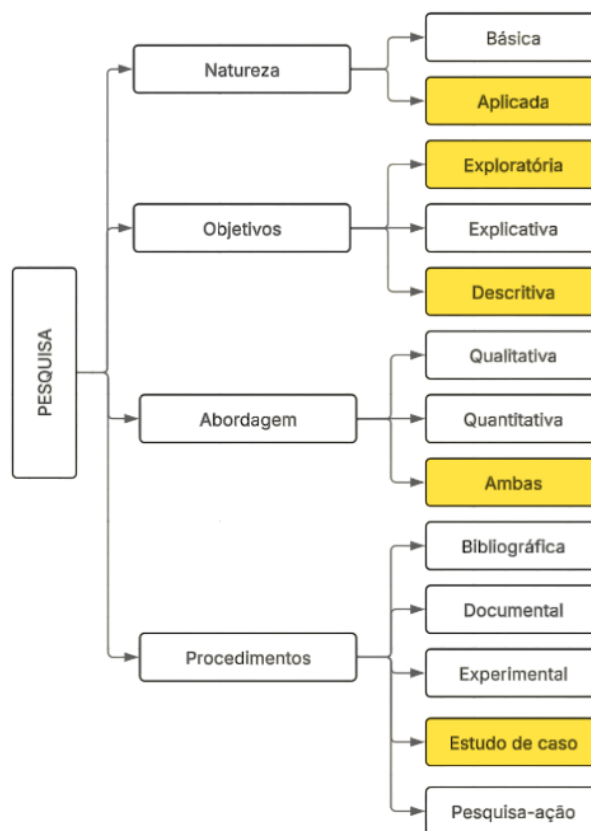 PESQUISA
Natureza
Básica
Aplicada
Objetivos
Exploratória
Explicativa
Descritiva
Abordagem
Qualitativa
Quantitativa
Ambas
Procedimentos
Bibliográfica
Documental
Experimental
Estudo de caso
Pesquisa-ação